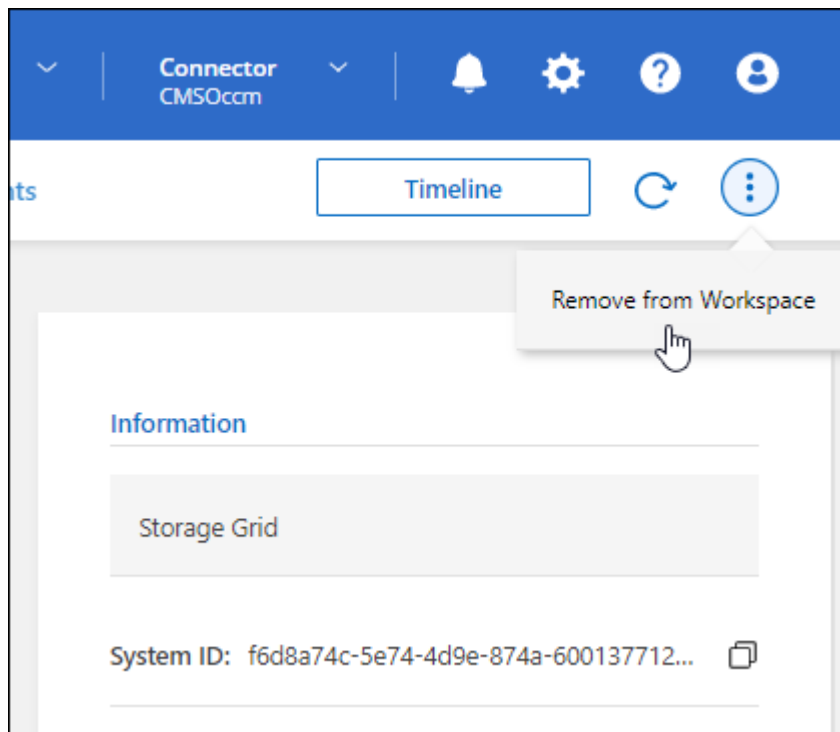 Connector
CMSOccm
nts
Timeline
Remove from Workspace
Information
Storage Grid
System ID: f6d8a74c-5e74-4d9e-874a-600137712...